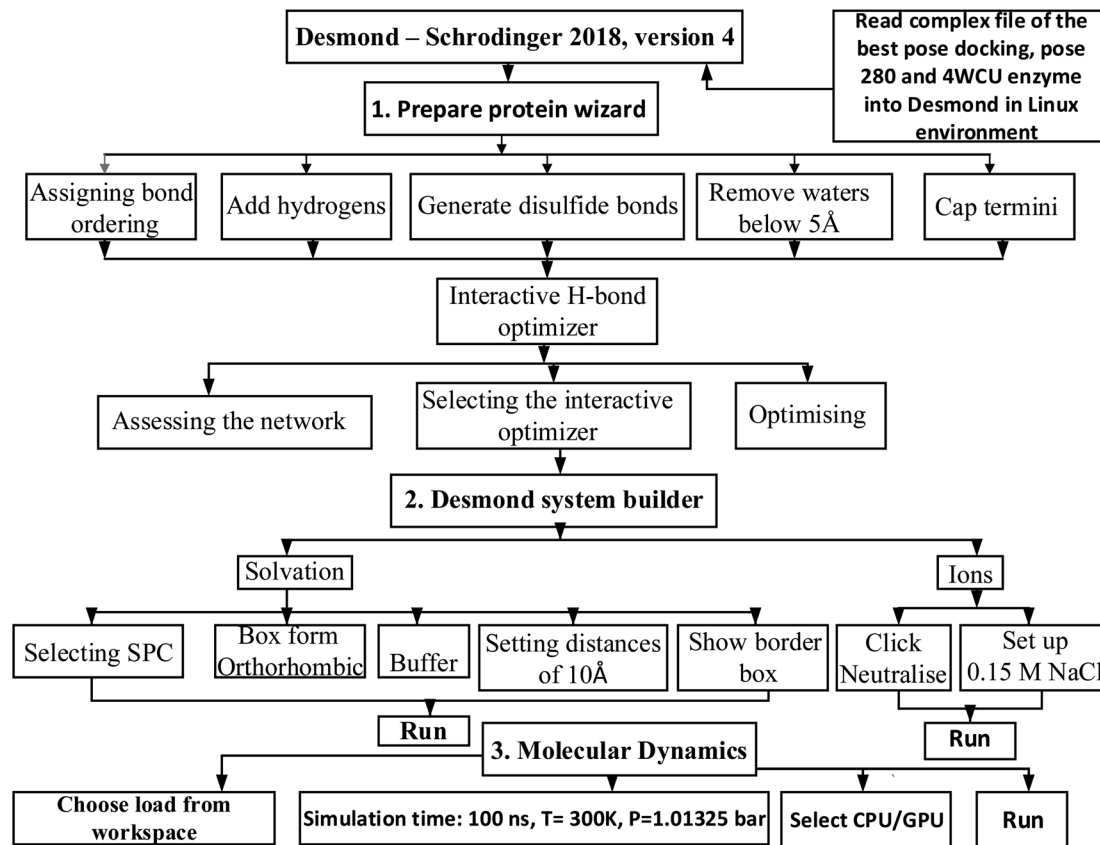 Desmond – Schrodinger 2018, version 4
Read complex file of the
best pose docking, pose
280 and 4WCU enzyme
into Desmond in Linux
environment
1. Prepare protein wizard
Assigning bond
ordering
Add hydrogens
Generate disulfide bonds
Remove waters
below 5Å
Cap termini
Interactive H-bond
optimizer
Assessing the network
Selecting the interactive
optimizer
Optimising
2. Desmond system builder
Solvation
Ions
Selecting SPC
Box form
Orthorhombic
Buffer
Setting distances
of 10Å
Show border
box
Click
Neutralise
Set up
0.15 M NaCl
Run
Run
3. Molecular Dynamics
Choose load from
workspace
Simulation time: 100 ns, T= 300K, P=1.01325 bar
Select CPU/GPU
Run